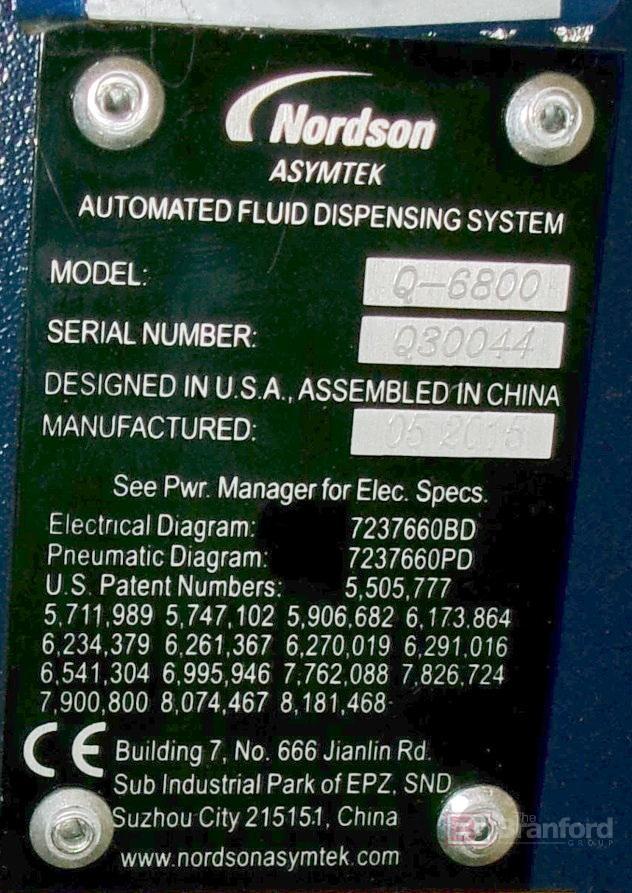 Nordson
ASYMTEK
AUTOMATED FLUID DISPENSING SYSTEM
MODEL: Q-6800
SERIAL NUMBER: Q30044
DESIGNED IN U.S.A., ASSEMBLED IN CHINA
MANUFACTURED: 05 2015
See Pwr. Manager for Elec. Specs.
Electrical Diagram: 7237660BD
Pneumatic Diagram: 7237660PD
U.S. Patent Numbers: 5,505,777
5,711,989 5,747,102 5,906,682 6,173.864
6,234,379 6,261,367 6,270,019 6,291,016
6,541,304 6,995,946 7,762,088 7,826,724
7,900,800 8,074,467 8,181,468
CE Building 7, No. 666 Jianlin Rd.
Sub Industrial Park of EPZ, SND
Suzhou City 215151, China
www.nordsonasymtek.com
The Branford
GROUP